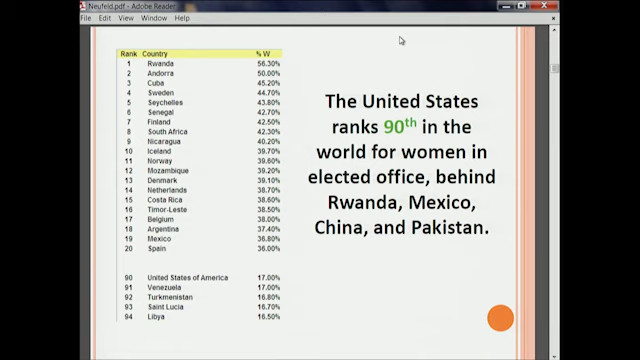 Neufeld.pdf - Adobe Reader
File Edit View Window Help
Rank Country % W
1 Rwanda 56.30%
2 Andorra 50.00%
3 Cuba 45.20%
4 Sweden 44.70%
5 Seychelles 43.80%
6 Senegal 42.70%
7 Finland 42.50%
8 South Africa 42.30%
9 Nicaragua 40.20%
10 Iceland 39.70%
11 Norway 39.60%
12 Mozambique 39.20%
13 Denmark 39.10%
14 Netherlands 38.70%
15 Costa Rica 38.60%
16 Timor-Leste 38.50%
17 Belgium 38.00%
18 Argentina 37.40%
19 Mexico 36.80%
20 Spain 36.00%
90 United States of America 17.00%
91 Venezuela 17.00%
92 Turkmenistan 16.80%
93 Saint Lucia 16.70%
94 Libya 16.50%
The United States
ranks 90th in the
world for women in
elected office, behind
Rwanda, Mexico,
China, and Pakistan.